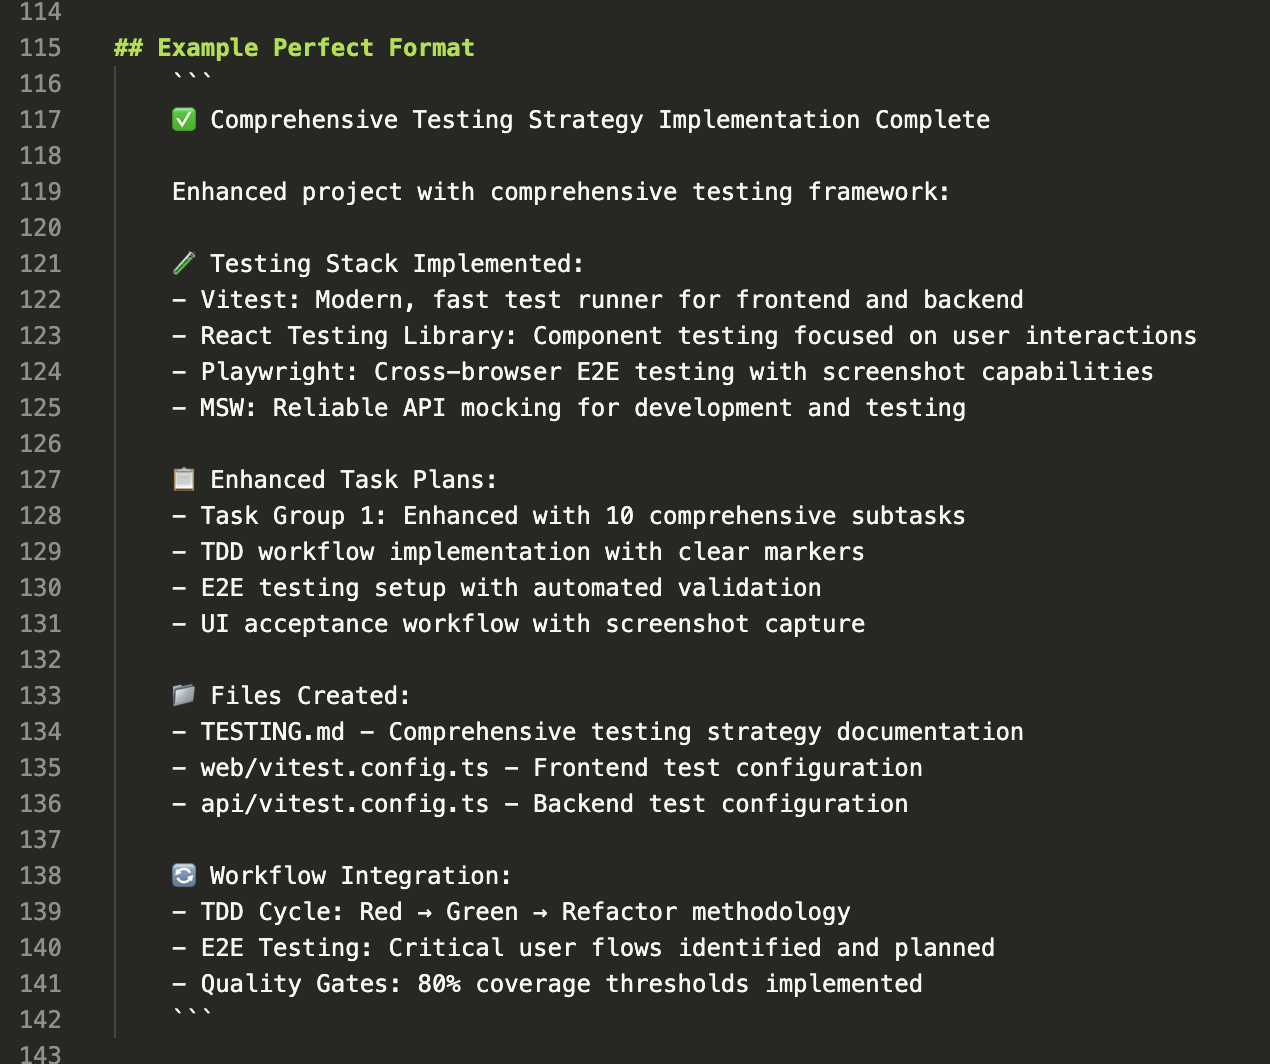 114
115 ## Example Perfect Format
116 ```
117 ✅ Comprehensive Testing Strategy Implementation Complete
118
119 Enhanced project with comprehensive testing framework:
120
121 🧪 Testing Stack Implemented:
122 - Vitest: Modern, fast test runner for frontend and backend
123 - React Testing Library: Component testing focused on user interactions
124 - Playwright: Cross-browser E2E testing with screenshot capabilities
125 - MSW: Reliable API mocking for development and testing
126
127 📋 Enhanced Task Plans:
128 - Task Group 1: Enhanced with 10 comprehensive subtasks
129 - TDD workflow implementation with clear markers
130 - E2E testing setup with automated validation
131 - UI acceptance workflow with screenshot capture
132
133 📁 Files Created:
134 - TESTING.md - Comprehensive testing strategy documentation
135 - web/vitest.config.ts - Frontend test configuration
136 - api/vitest.config.ts - Backend test configuration
137
138 🔄 Workflow Integration:
139 - TDD Cycle: Red → Green → Refactor methodology
140 - E2E Testing: Critical user flows identified and planned
141 - Quality Gates: 80% coverage thresholds implemented
142 ```
143